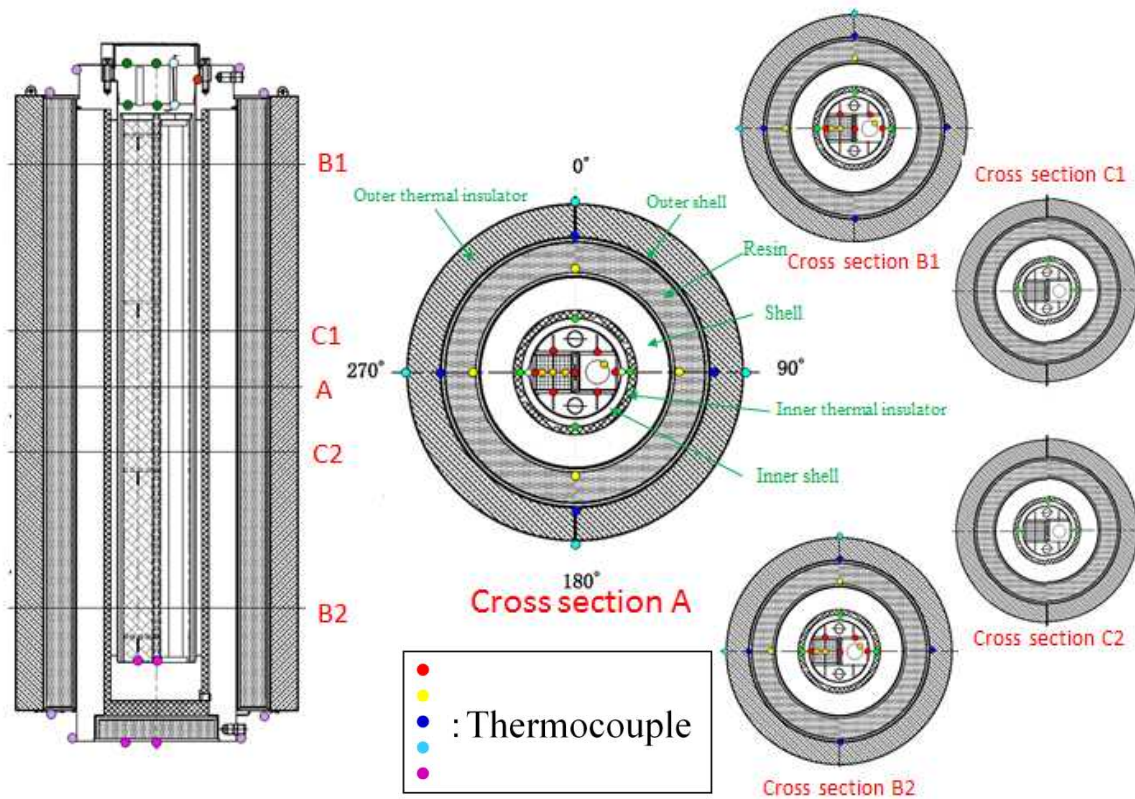 B1
C1
A
C2
B2
0°
90°
180°
270°
Outer thermal insulator
Outer shell
Resin
Shell
Inner thermal insulator
Inner shell
Cross section A
: Thermocouple
Cross section B1
Cross section C1
Cross section C2
Cross section B2